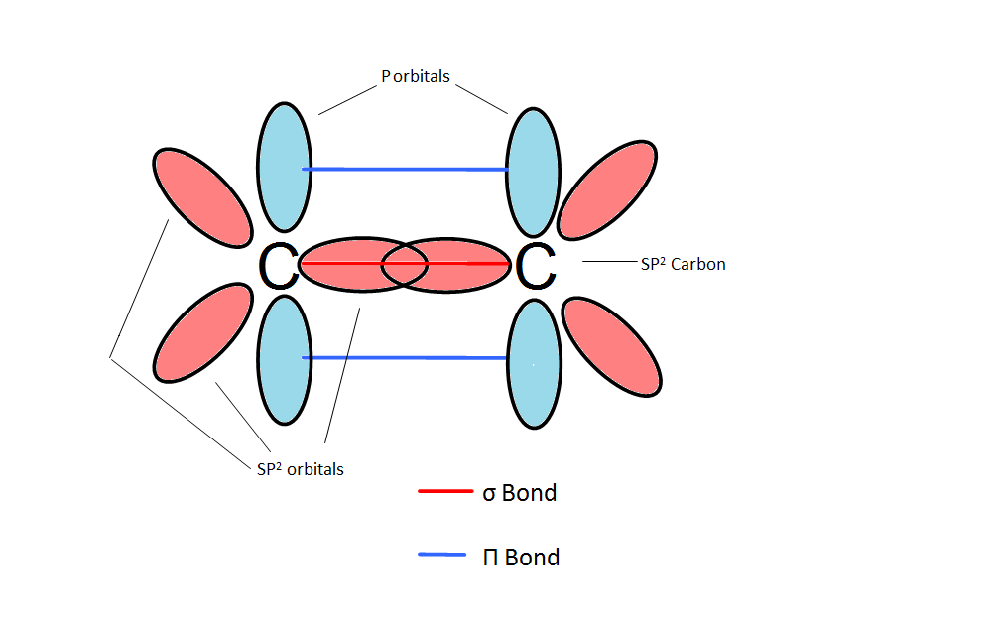 P orbitals
C
C
SP² Carbon
SP² orbitals
σ Bond
Π Bond